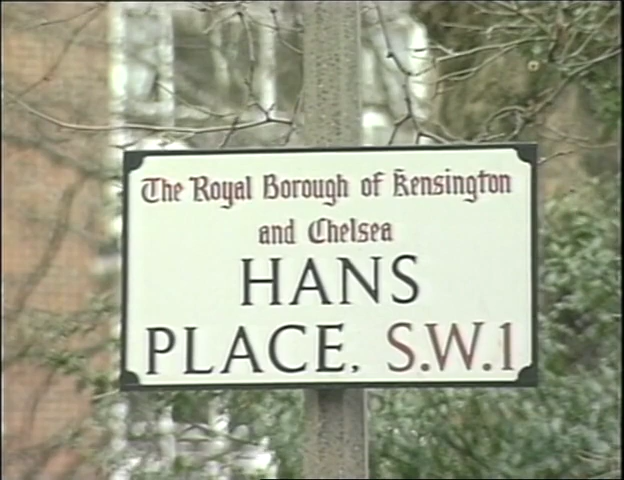 The Royal Borough of Kensington
and Chelsea
HANS
PLACE, S.W.1